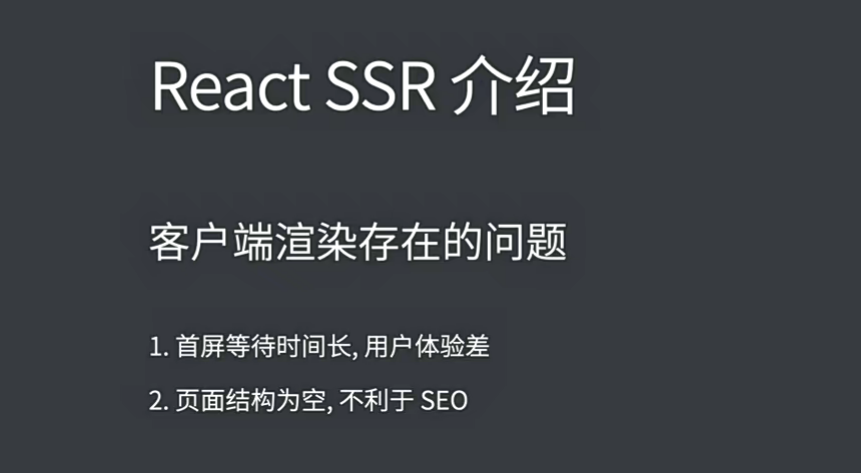 React SSR 介绍
客户端渲染存在的问题
1. 首屏等待时间长, 用户体验差
2. 页面结构为空, 不利于 SEO